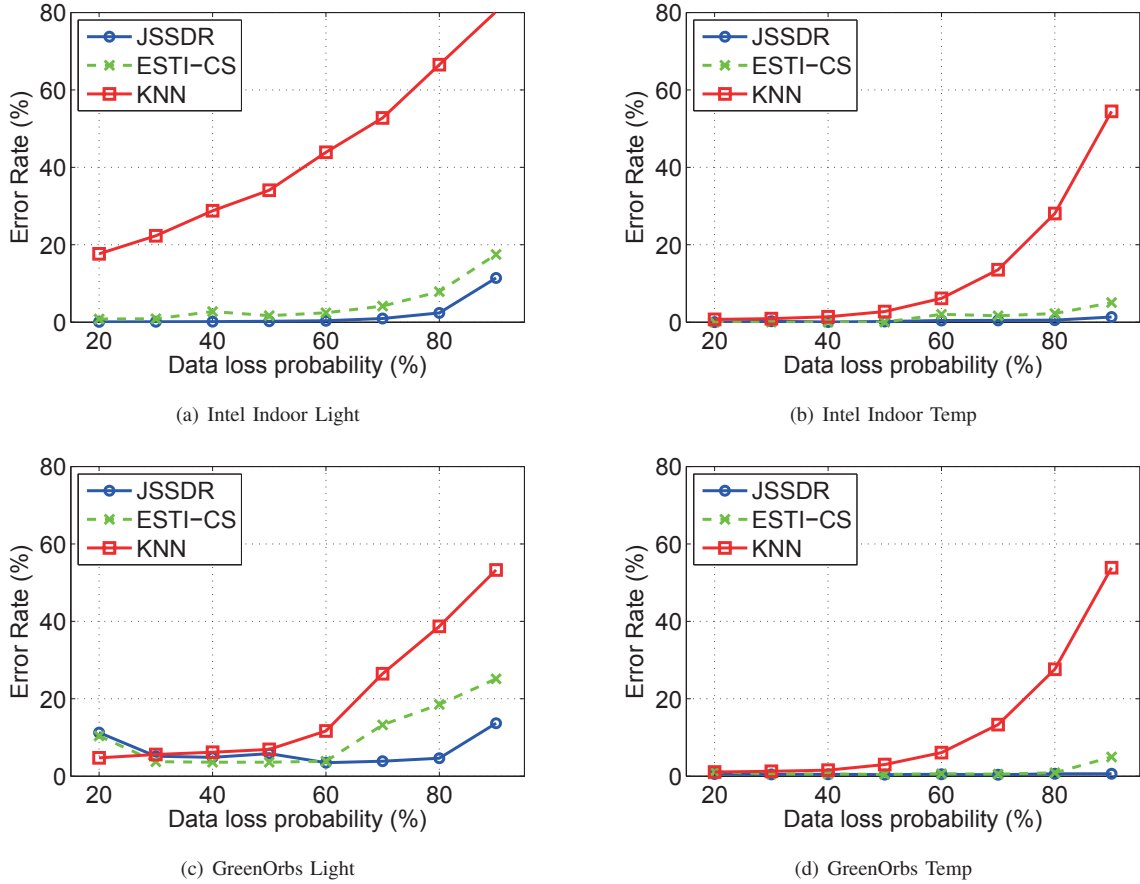 80
60
40
20
0
20 40 60 80
Error Rate (%)
Data loss probability (%)
JSSDR
ESTI-CS
KNN
(a) Intel Indoor Light
80
60
40
20
0
20 40 60 80
Error Rate (%)
Data loss probability (%)
JSSDR
ESTI-CS
KNN
(b) Intel Indoor Temp
80
60
40
20
0
20 40 60 80
Error Rate (%)
Data loss probability (%)
JSSDR
ESTI-CS
KNN
(c) GreenOrbs Light
80
60
40
20
0
20 40 60 80
Error Rate (%)
Data loss probability (%)
JSSDR
ESTI-CS
KNN
(d) GreenOrbs Temp